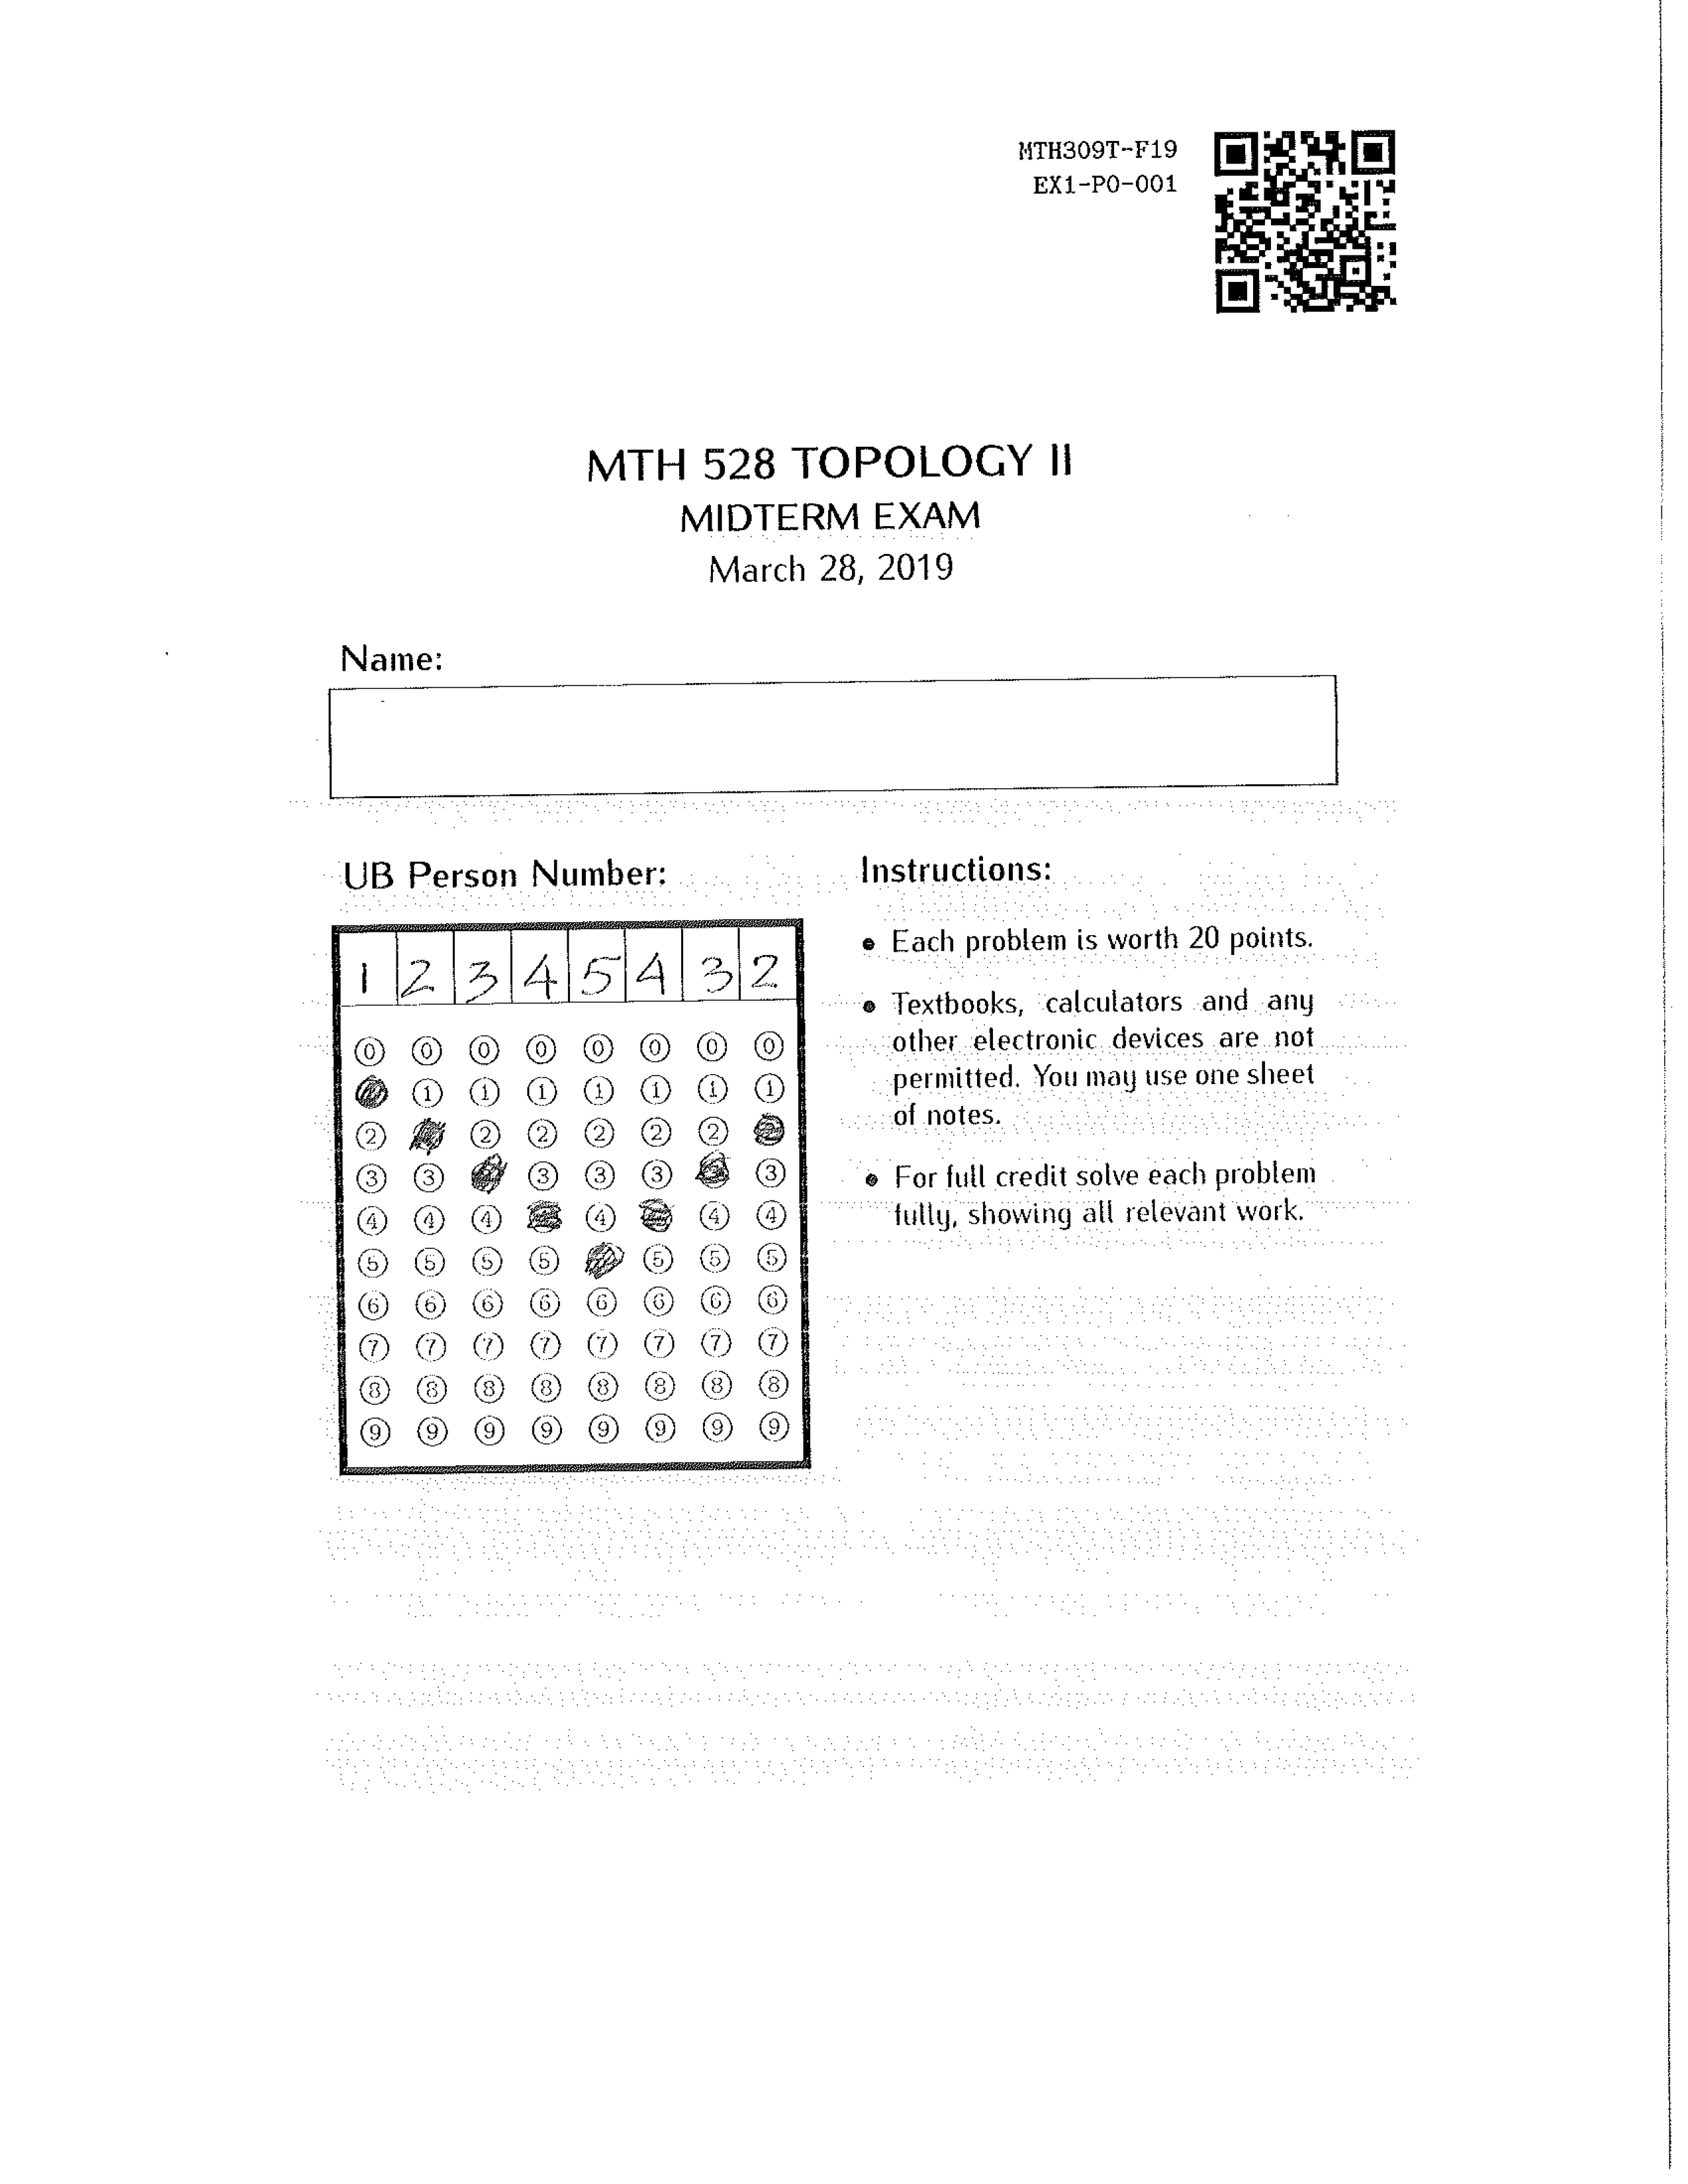 MTH309T-F19
EX1-P0-001
MTH 528 TOPOLOGY II
MIDTERM EXAM
March 28, 2019
Name:
UB Person Number:
1 2 3 4 5 4 3 2
0 0 0 0 0 0 0 0
1 1 1 1 1 1 1
2 2 2 2 2 2
3 3 3 3 3 3
4 4 4 4 4 4
5 5 5 5 5 5 5
6 6 6 6 6 6 6 6
7 7 7 7 7 7 7 7
8 8 8 8 8 8 8 8
9 9 9 9 9 9 9 9
Instructions:
• Each problem is worth 20 points.
• Textbooks, calculators and any
other electronic devices are not
permitted. You may use one sheet
of notes.
• For full credit solve each problem
fully, showing all relevant work.